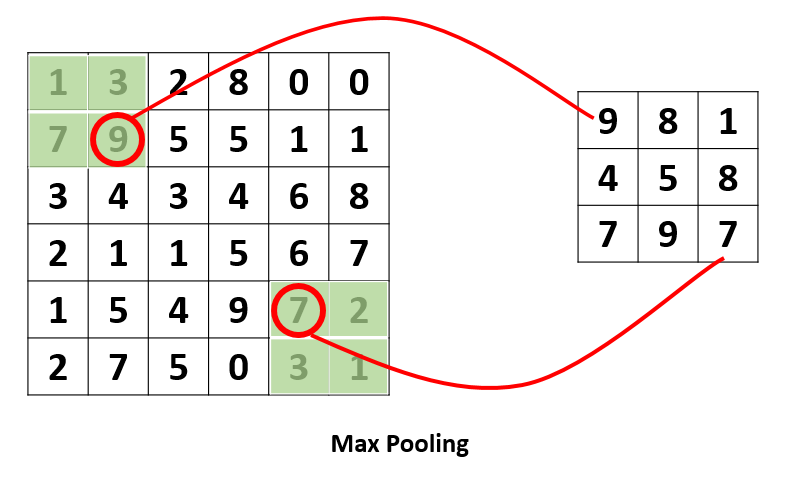 1 3 2 8 0 0
7 9 5 5 1 1
3 4 3 4 6 8
2 1 1 5 6 7
1 5 4 9 7 2
2 7 5 0 3 1
9 8 1
4 5 8
7 9 7
Max Pooling